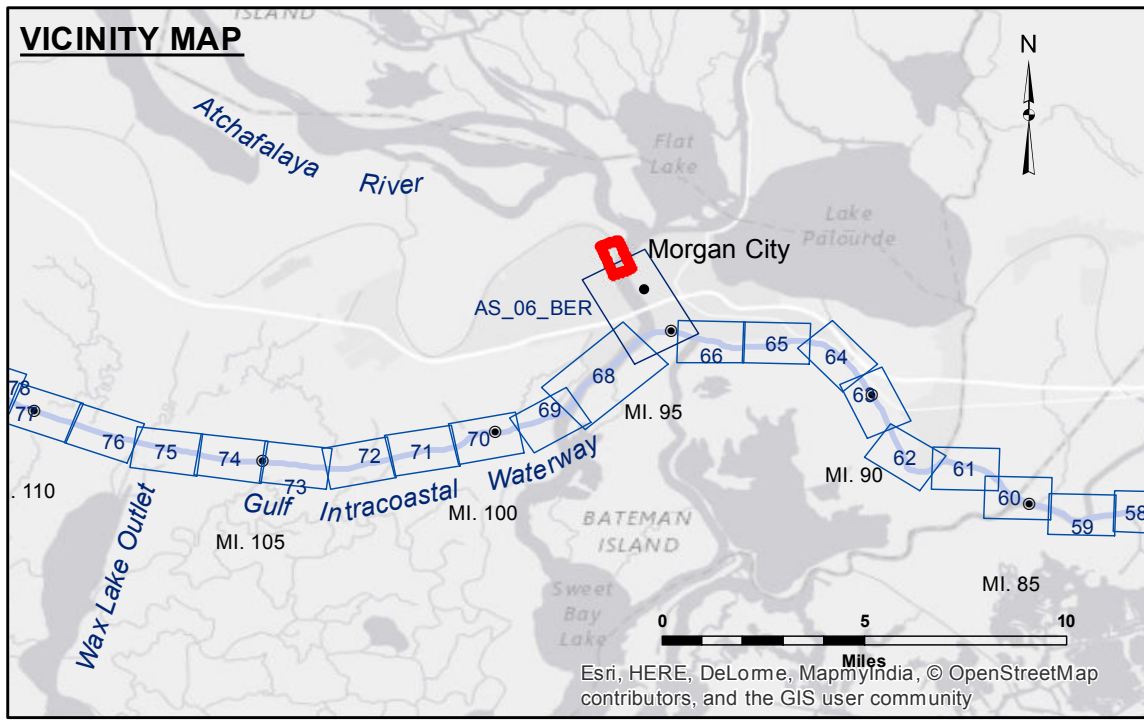 ISLAND
VICINITY MAP
N
Atchafalaya
River
Flat
Lake
Lake
Palourde
Morgan City
AS_06_BER
66
65
64
68
63
69
MI. 95
78
77
76
75
74
73
72
71
70
62
61
60
59
58
MI. 90
. 110
Wax Lake Outlet
Gulf Intracoastal Waterway
MI. 105
MI. 100
BATEMAN
ISLAND
MI. 85
Sweet
Bay
Lake
0 5 10
Miles
Esri, HERE, DeLorme, MapmyIndia, © OpenStreetMap
contributors, and the GIS user community